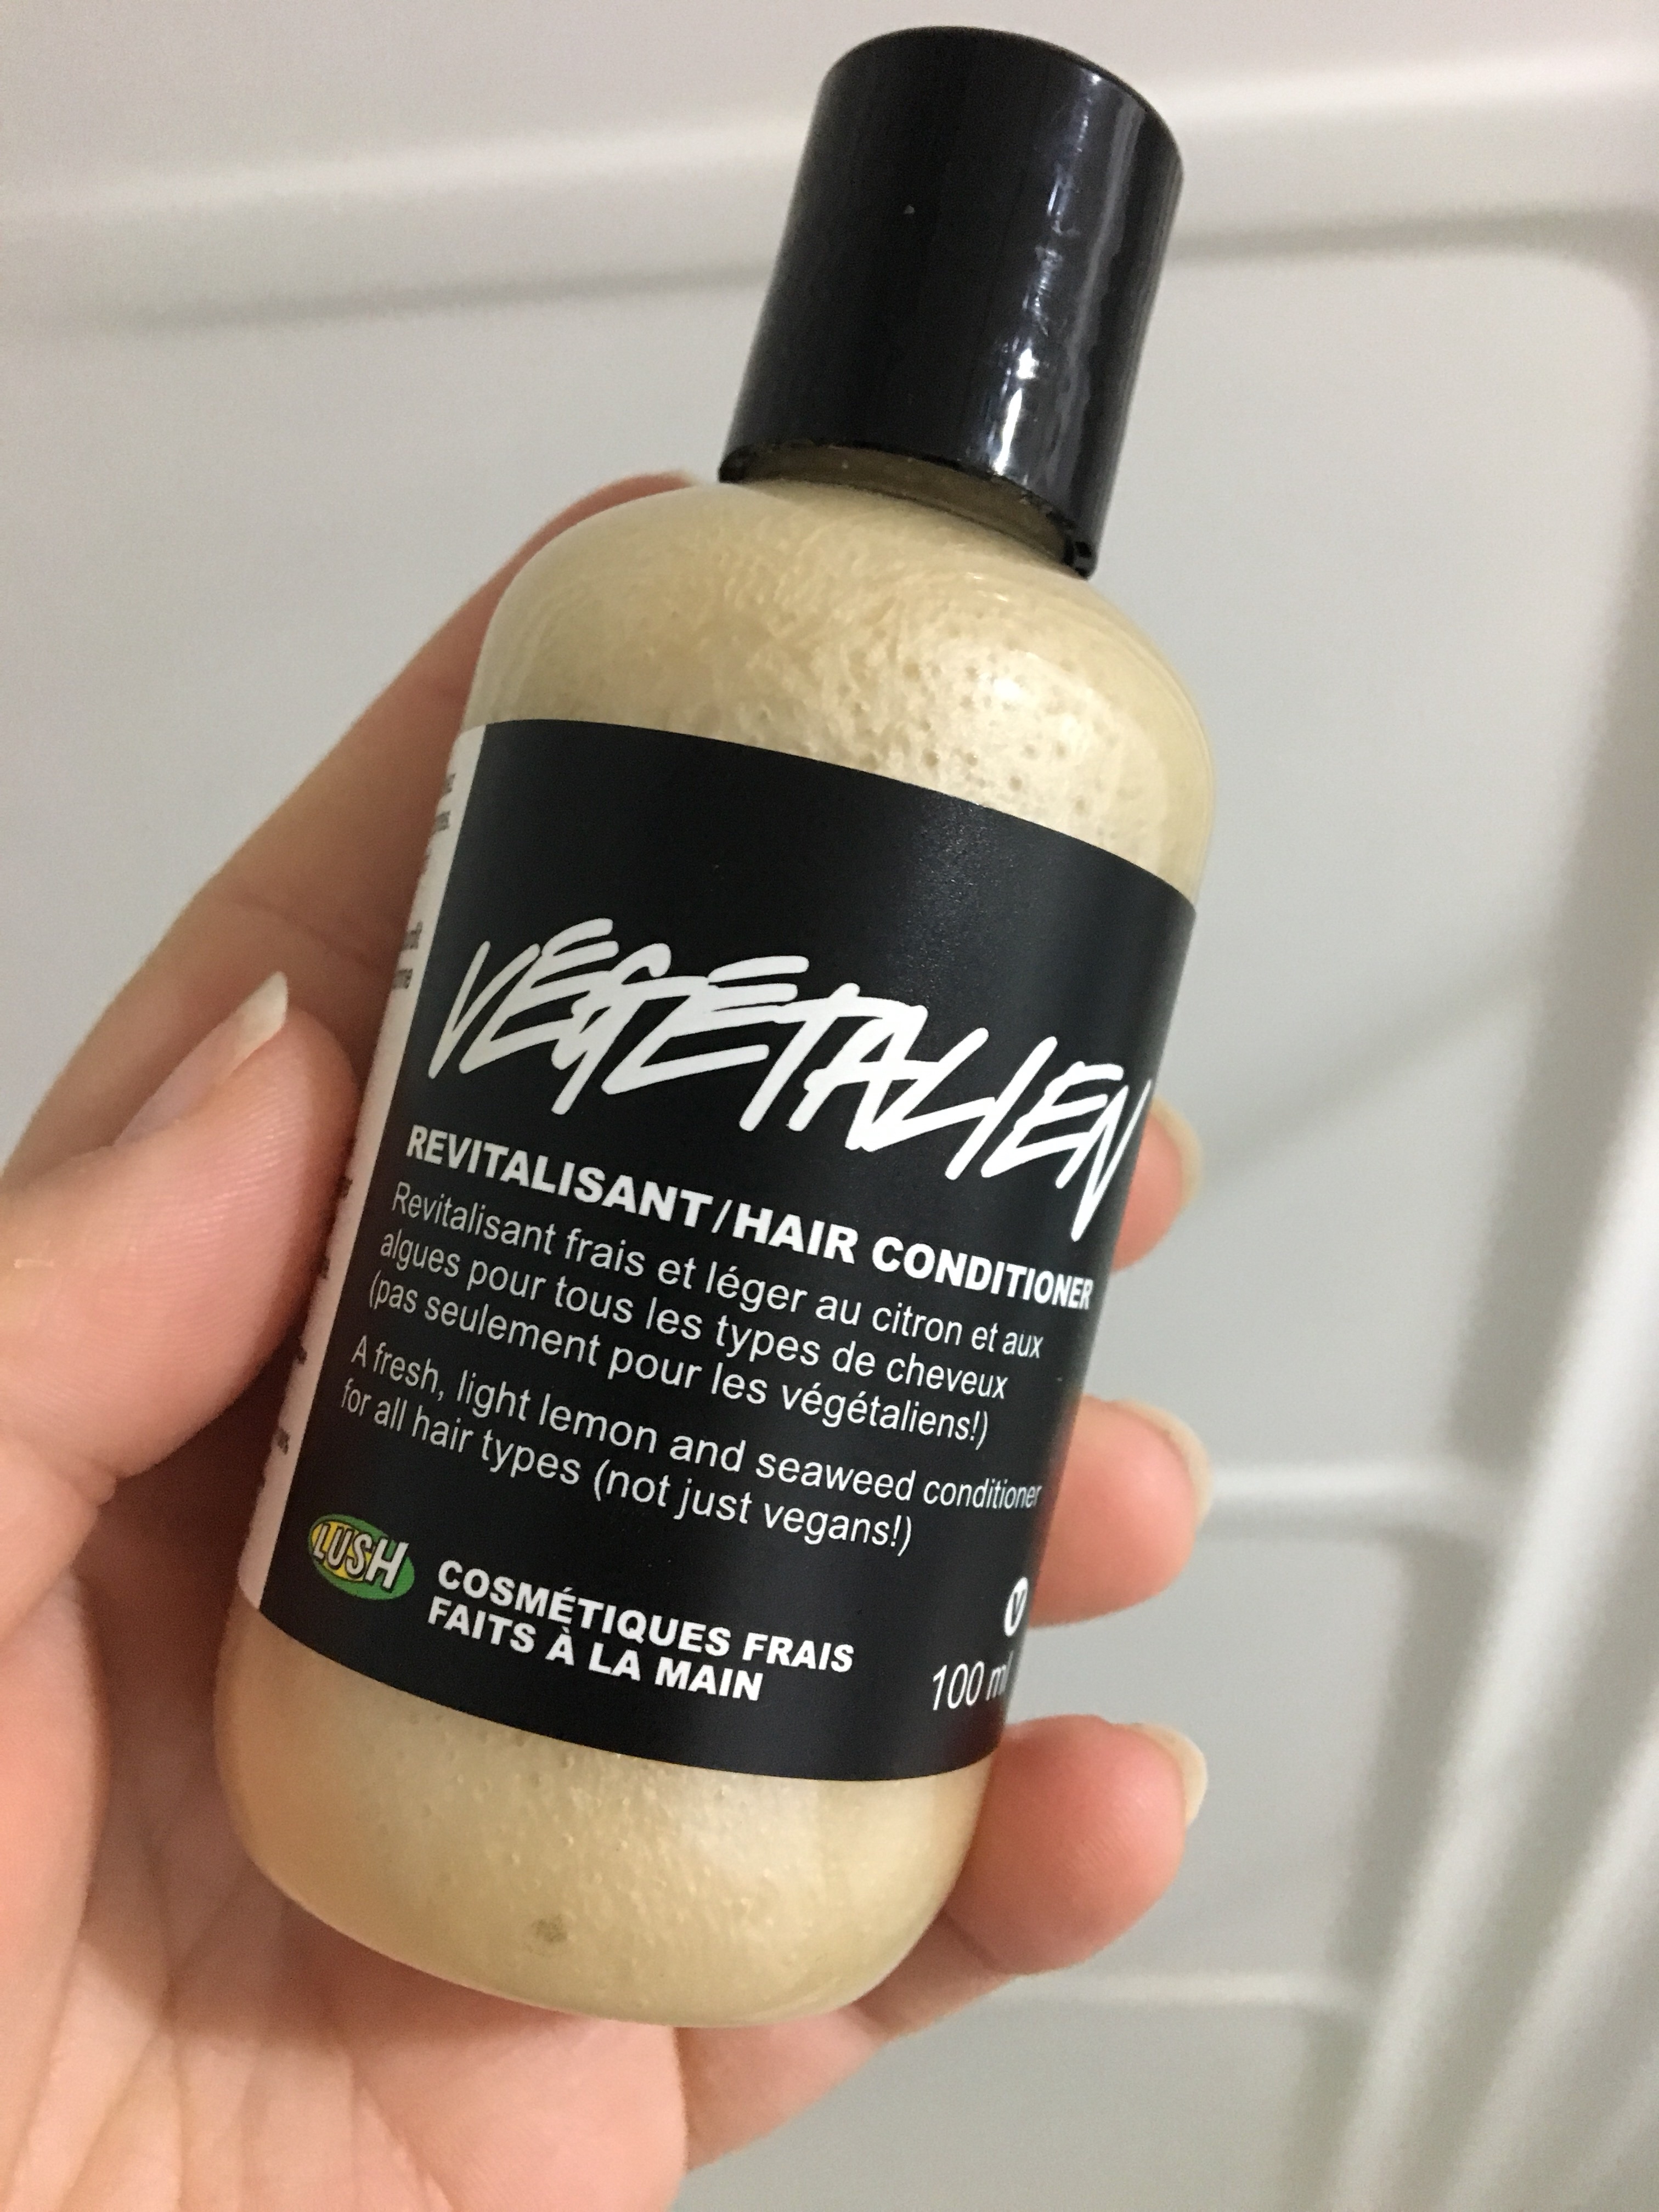 VÉGÉTALIEN
REVITALISANT/HAIR CONDITIONER
Revitalisant frais et léger au citron et aux
algues pour tous les types de cheveux
(pas seulement pour les végétaliens!)
A fresh, light lemon and seaweed conditioner
for all hair types (not just vegans!)
LUSH
COSMÉTIQUES FRAIS
FAITS À LA MAIN
V
100 ml